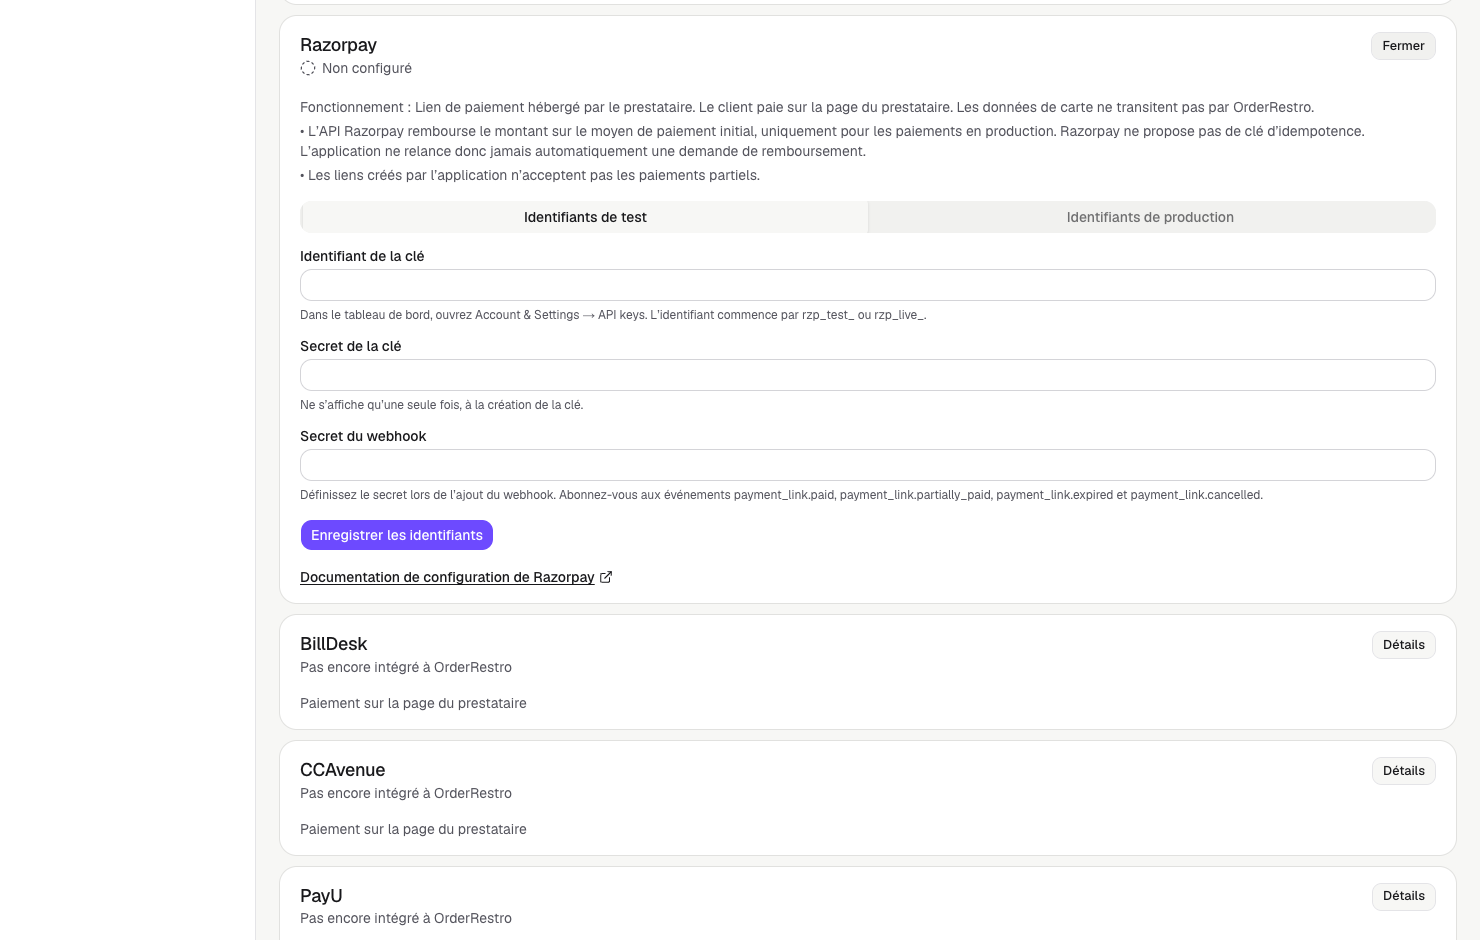 Razorpay
Fermer
Non configuré
Fonctionnement : Lien de paiement hébergé par le prestataire. Le client paie sur la page du prestataire. Les données de carte ne transitent pas par OrderRestro.
• L’API Razorpay rembourse le montant sur le moyen de paiement initial, uniquement pour les paiements en production. Razorpay ne propose pas de clé d’idempotence.
L’application ne relance donc jamais automatiquement une demande de remboursement.
• Les liens créés par l’application n’acceptent pas les paiements partiels.
Identifiants de test
Identifiants de production
Identifiant de la clé
Dans le tableau de bord, ouvrez Account & Settings → API keys. L’identifiant commence par rzp_test_ ou rzp_live_.
Secret de la clé
Ne s’affiche qu’une seule fois, à la création de la clé.
Secret du webhook
Définissez le secret lors de l’ajout du webhook. Abonnez-vous aux événements payment_link.paid, payment_link.partially_paid, payment_link.expired et payment_link.cancelled.
Enregistrer les identifiants
Documentation de configuration de Razorpay
BillDesk
Détails
Pas encore intégré à OrderRestro
Paiement sur la page du prestataire
CCAvenue
Détails
Pas encore intégré à OrderRestro
Paiement sur la page du prestataire
PayU
Détails
Pas encore intégré à OrderRestro